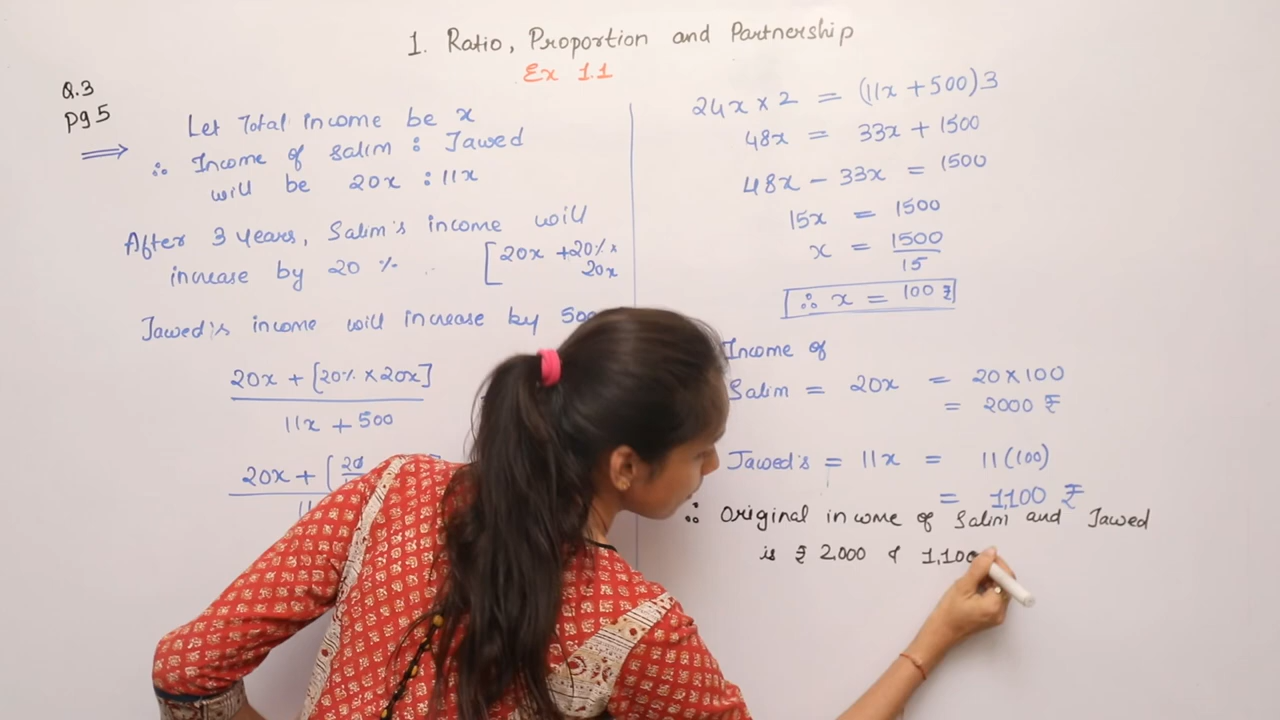 1. Ratio, Proportion and Partnership
Ex 1.1
Q.3
Pg 5
Let Total income be x
∴ Income of Salim : Jawed
will be 20x : 11x
After 3 years, Salim's income will
increase by 20 %
[20x + 20% ×
20x
Jawed's income will increase by
20x + [20% × 20x]
11x + 500
20x + [
24x × 2 = (11x + 500)3
48x = 33x + 1500
48x - 33x = 1500
15x = 1500
x = 1500
15
∴ x = 100 ₹
Income of
Salim = 20x = 20×100
= 2000 ₹
Jawed's = 11x = 11(100)
= 1,100 ₹
∴ Original income of Salim and Jawed
is ₹ 2,000 & 1,100